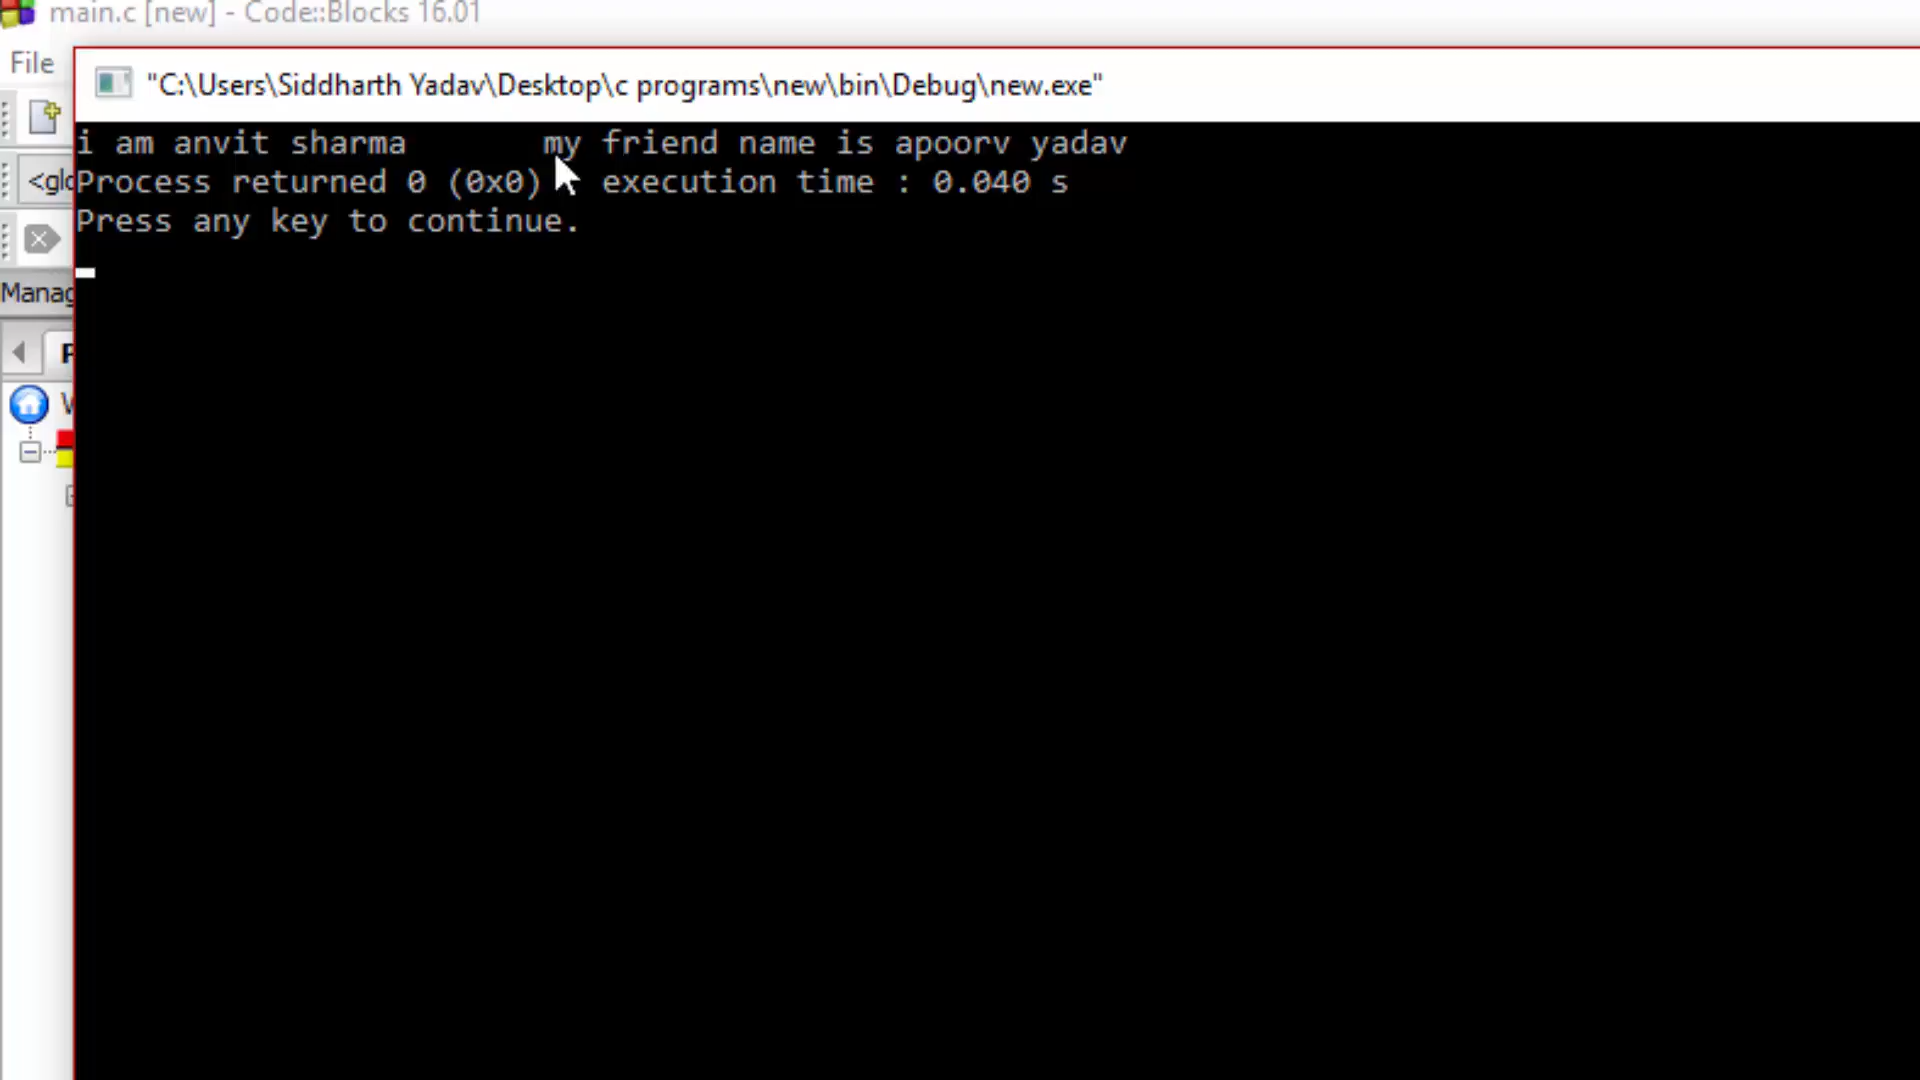 main.c [new] - Code::Blocks 16.01
File
"C:\Users\Siddharth Yadav\Desktop\c programs\new\bin\Debug\new.exe"
i am anvit sharma       my friend name is apoorv yadav
<glo
Process returned 0 (0x0)   execution time : 0.040 s
Press any key to continue.
Manag